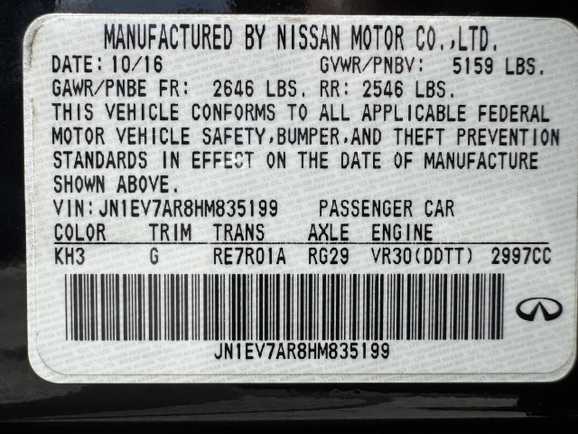 MANUFACTURED BY NISSAN MOTOR CO.,LTD.
DATE: 10/16 GVWR/PNBV: 5159 LBS.
GAWR/PNBE FR: 2646 LBS. RR: 2546 LBS.
THIS VEHICLE CONFORMS TO ALL APPLICABLE FEDERAL
MOTOR VEHICLE SAFETY,BUMPER,AND THEFT PREVENTION
STANDARDS IN EFFECT ON THE DATE OF MANUFACTURE
SHOWN ABOVE.
VIN:JN1EV7AR8HM835199 PASSENGER CAR
COLOR TRIM TRANS AXLE ENGINE
KH3 G RE7R01A RG29 VR30(DDTT) 2997CC
JN1EV7AR8HM835199